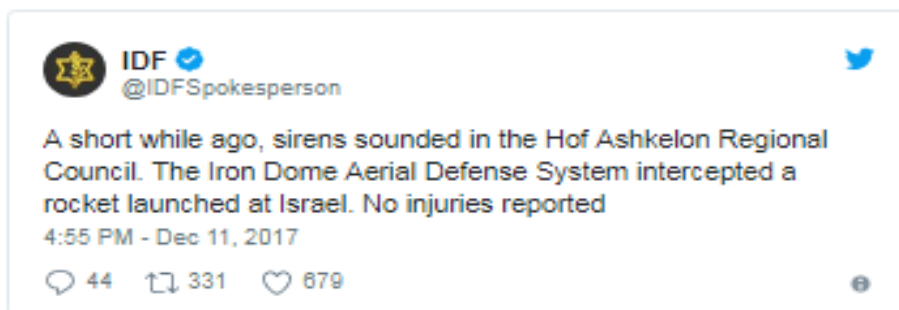 IDF
@IDFSpokesperson
A short while ago, sirens sounded in the Hof Ashkelon Regional
Council. The Iron Dome Aerial Defense System intercepted a
rocket launched at Israel. No injuries reported
4:55 PM - Dec 11, 2017
44 331 679